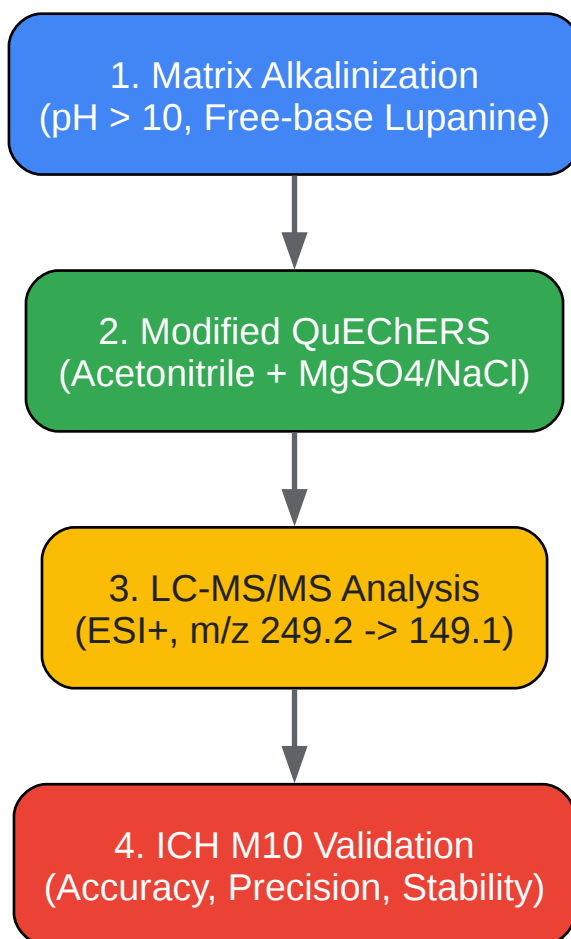 1. Matrix Alkalinization
(pH > 10, Free-base Lupanine)
2. Modified QuEChERS
(Acetonitrile + MgSO4/NaCl)
3. LC-MS/MS Analysis
(ESI+, m/z 249.2 -> 149.1)
4. ICH M10 Validation
(Accuracy, Precision, Stability)